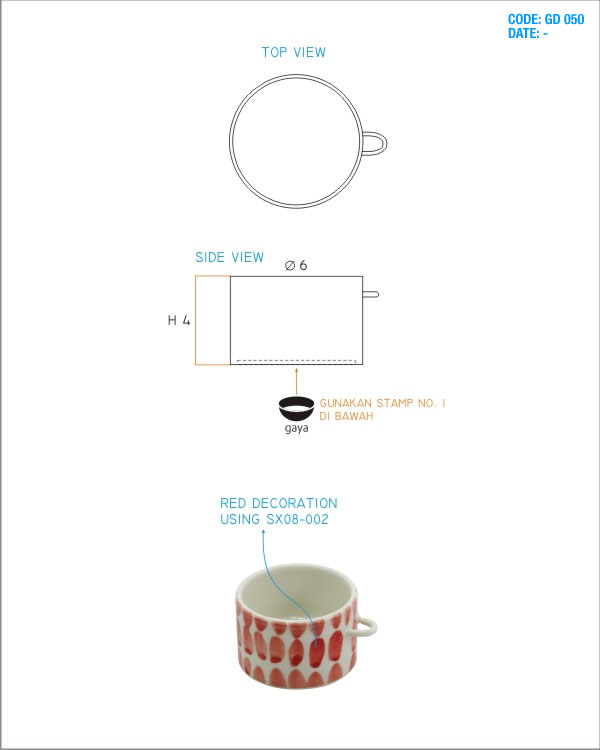 CODE: GD 050
DATE: -
TOP VIEW
SIDE VIEW
Ø 6
H 4
GUNAKAN STAMP NO. 1
DI BAWAH
gaya
RED DECORATION
USING SX08-002